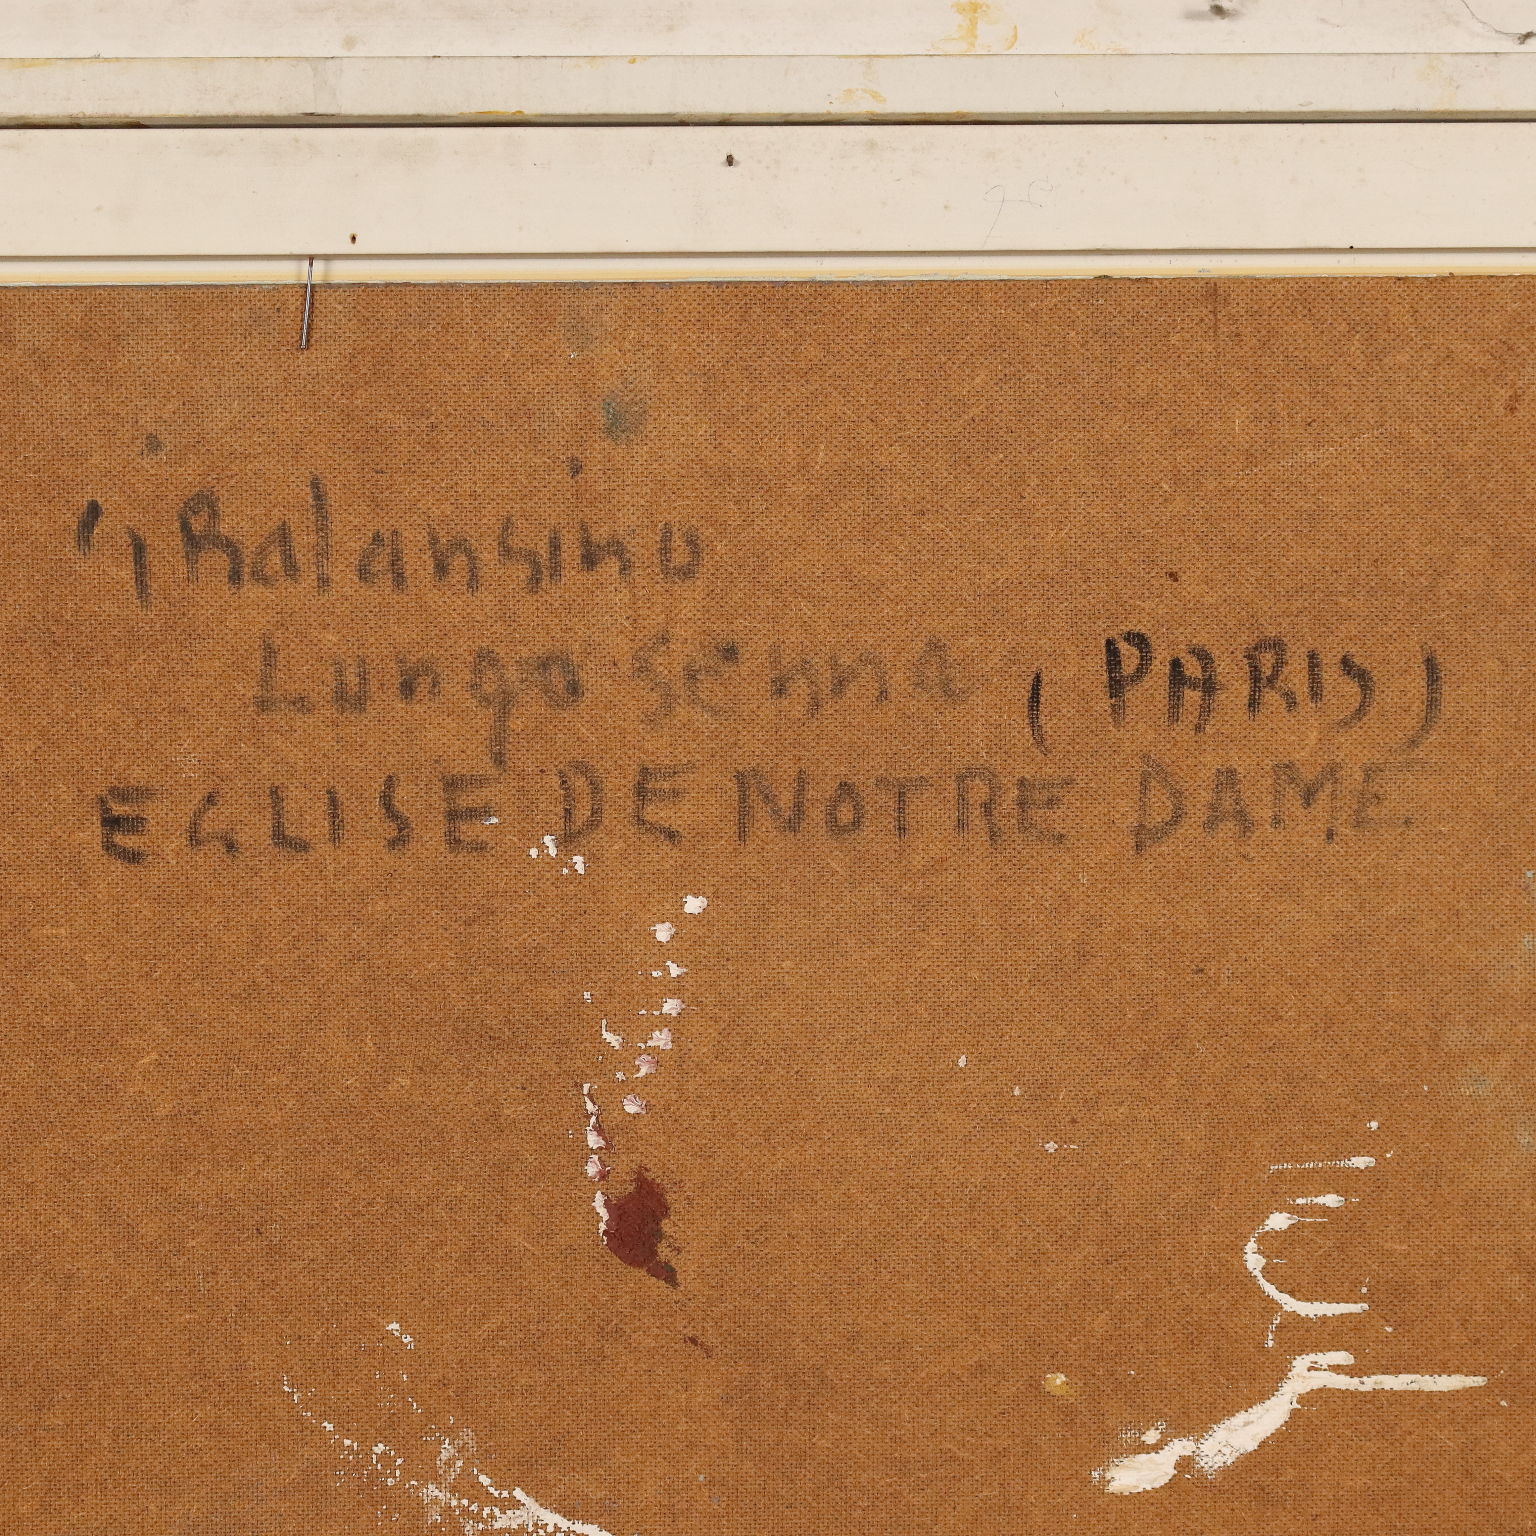 G Balansino
Lungo Senna (PARIS)
EGLISE DE NOTRE DAME